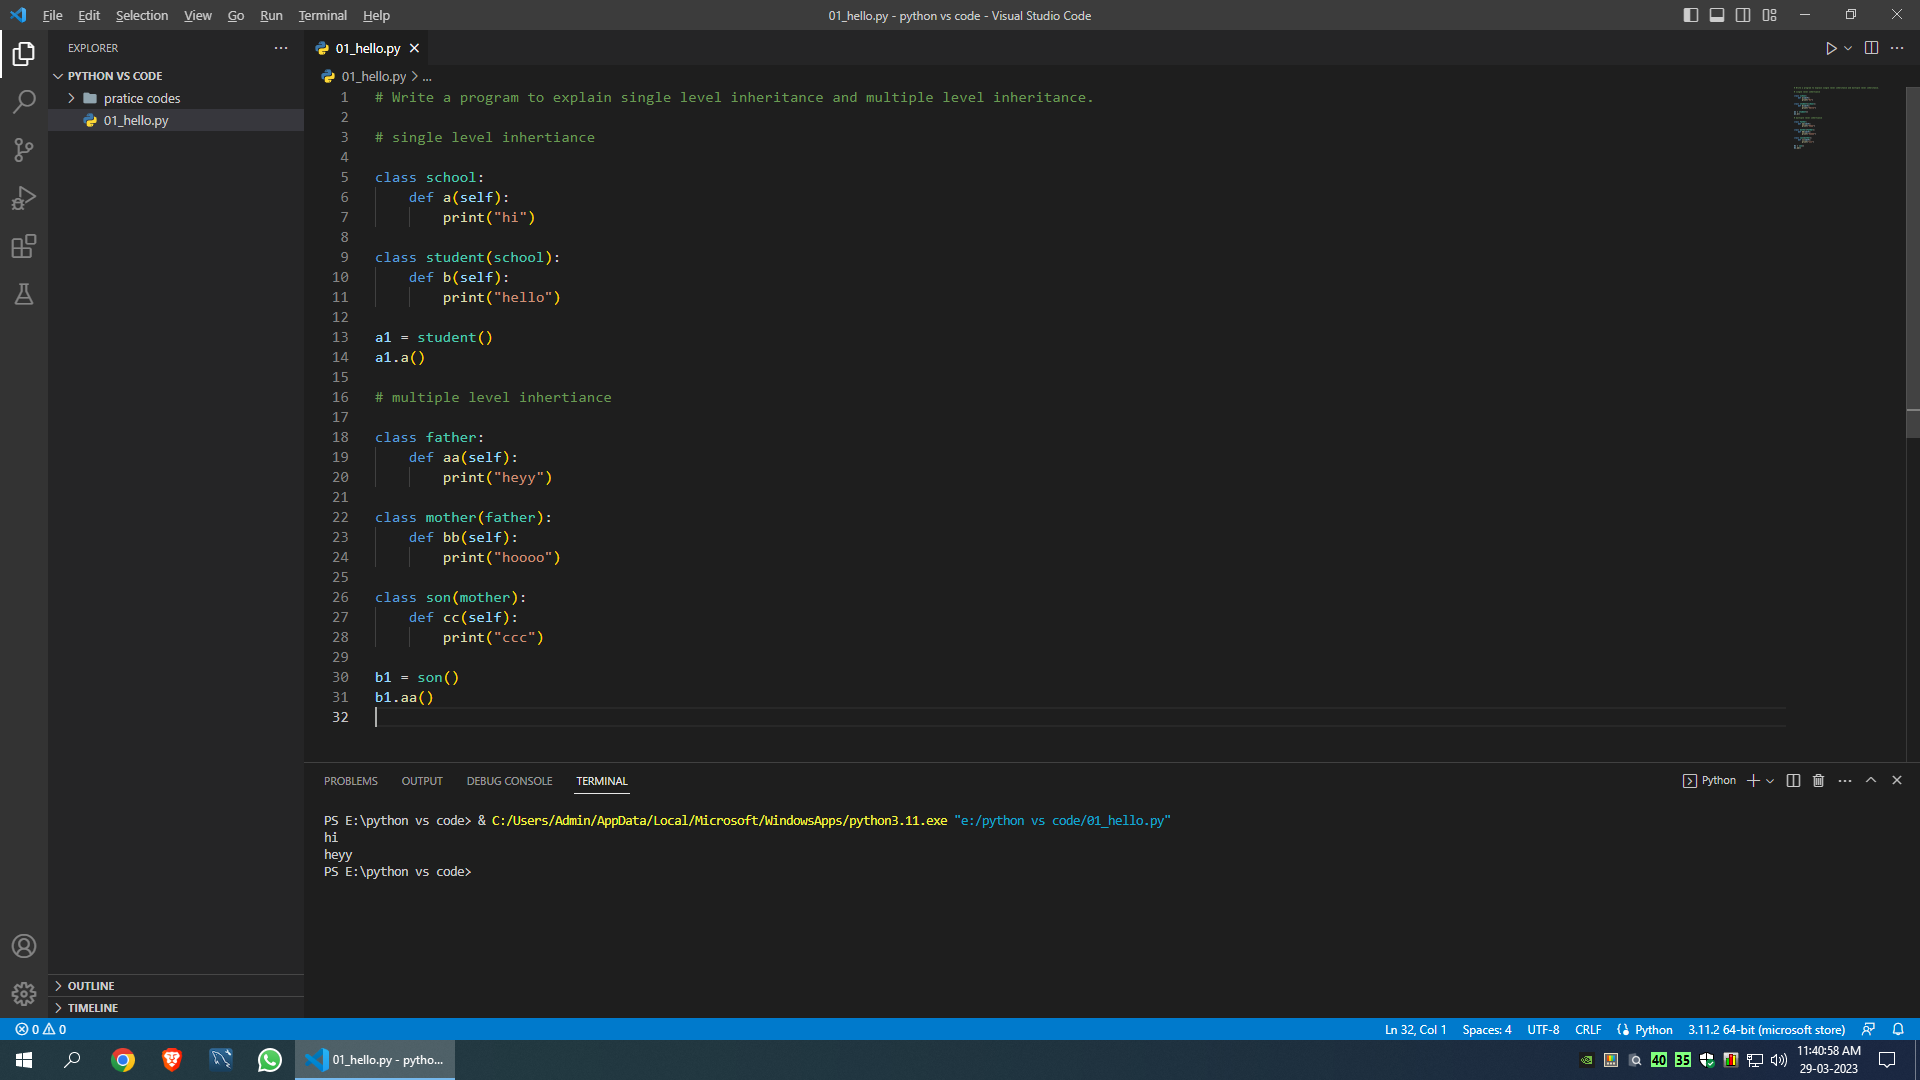 File Edit Selection View Go Run Terminal Help
01_hello.py - python vs code - Visual Studio Code
EXPLORER
PYTHON VS CODE
pratice codes
01_hello.py
OUTLINE
TIMELINE
01_hello.py
01_hello.py > ...
1 # Write a program to explain single level inheritance and multiple level inheritance.
2
3 # single level inhertiance
4
5 class school:
6 def a(self):
7 print("hi")
8
9 class student(school):
10 def b(self):
11 print("hello")
12
13 a1 = student()
14 a1.a()
15
16 # multiple level inhertiance
17
18 class father:
19 def aa(self):
20 print("heyy")
21
22 class mother(father):
23 def bb(self):
24 print("hoooo")
25
26 class son(mother):
27 def cc(self):
28 print("ccc")
29
30 b1 = son()
31 b1.aa()
32
PROBLEMS OUTPUT DEBUG CONSOLE TERMINAL
Python
PS E:\python vs code> & C:/Users/Admin/AppData/Local/Microsoft/WindowsApps/python3.11.exe "e:/python vs code/01_hello.py"
hi
heyy
PS E:\python vs code>
0 0
Ln 32, Col 1 Spaces: 4 UTF-8 CRLF Python 3.11.2 64-bit (microsoft store)
01_hello.py - pytho...
40 35
11:40:58 AM
29-03-2023